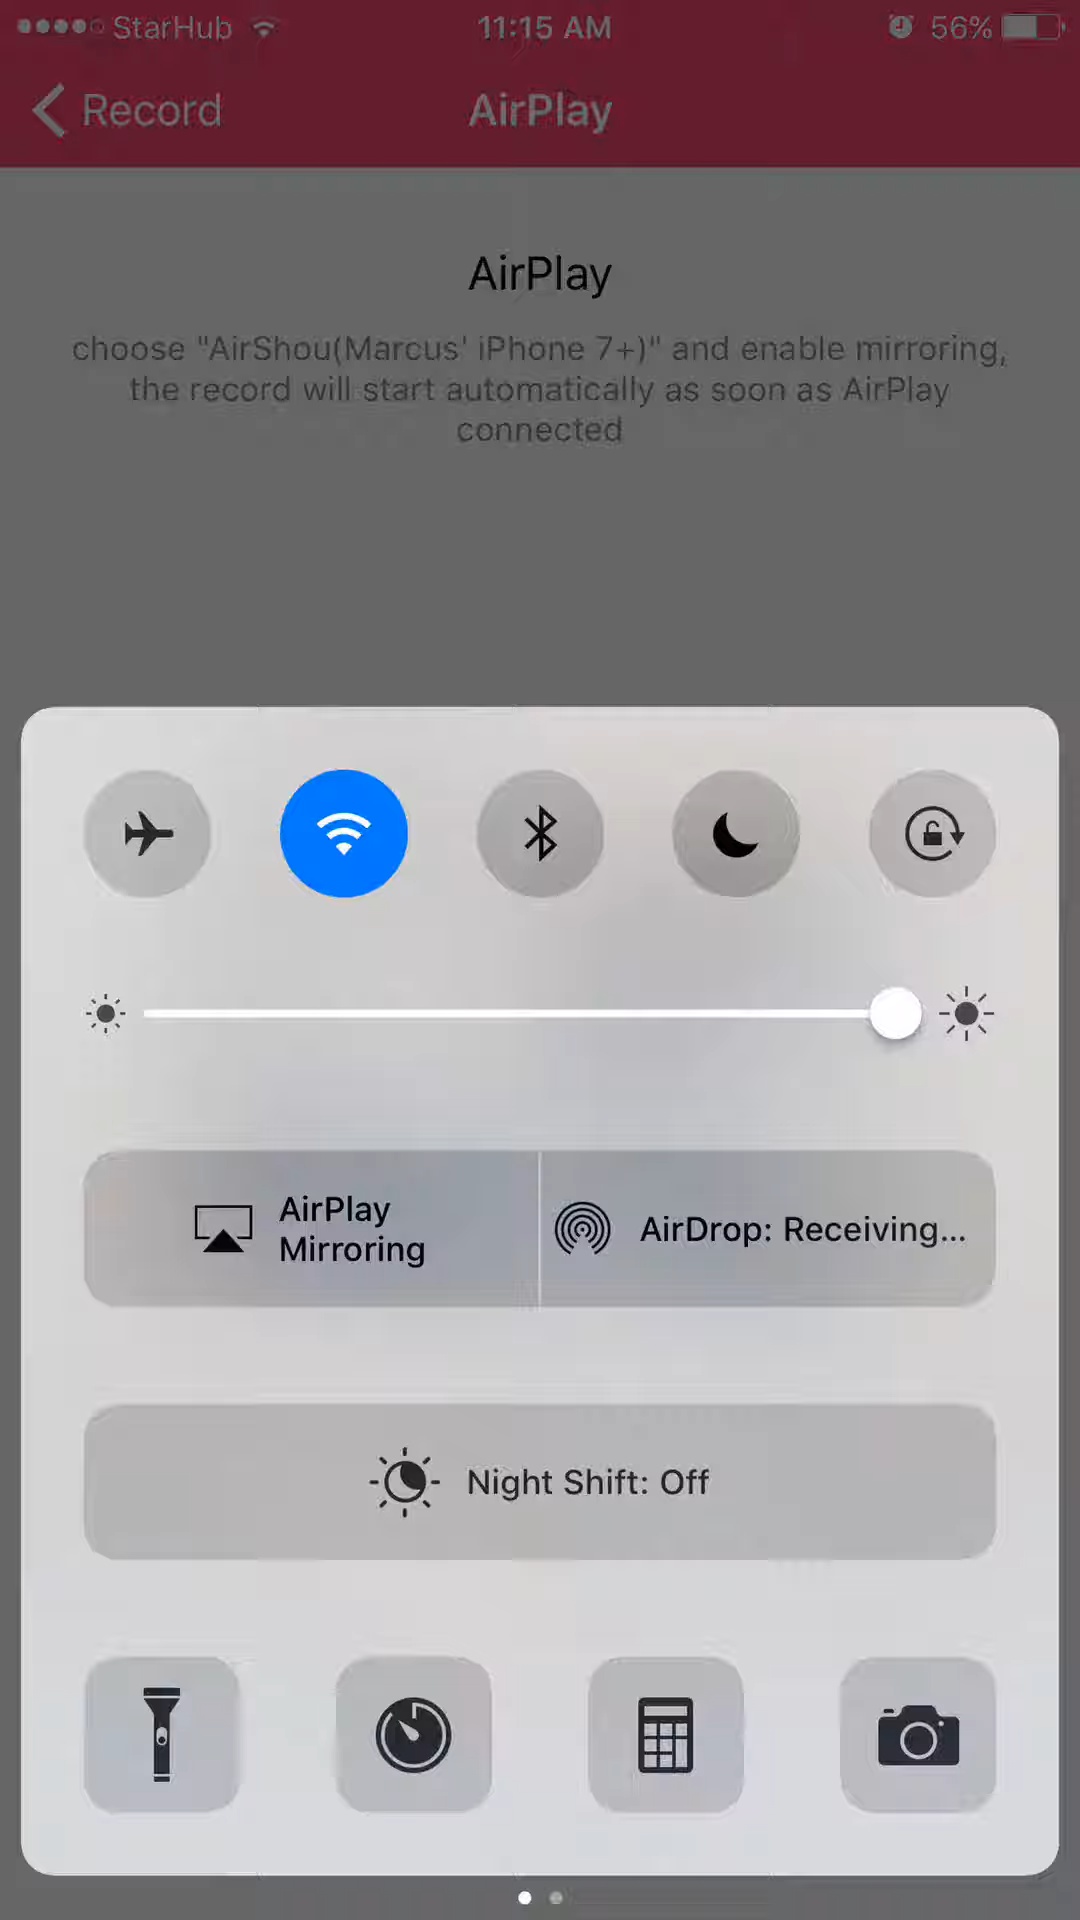 StarHub 11:15 AM 56%
Record AirPlay
AirPlay
choose "AirShou(Marcus' iPhone 7+)" and enable mirroring,
the record will start automatically as soon as AirPlay
connected
AirPlay
Mirroring
AirDrop: Receiving...
Night Shift: Off